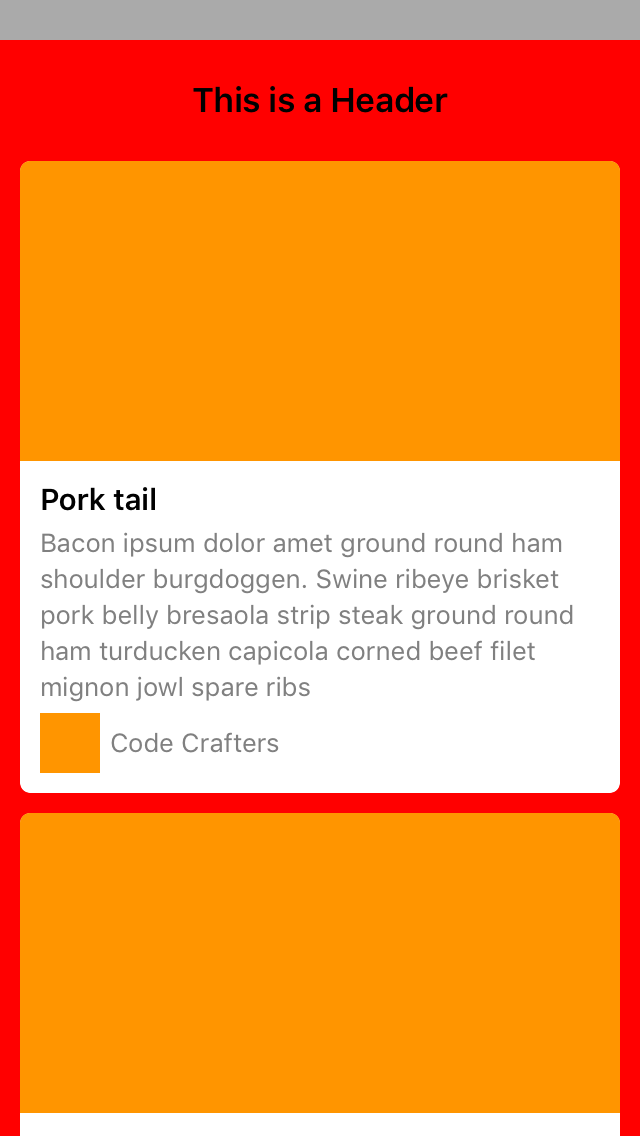 This is a Header
Pork tail
Bacon ipsum dolor amet ground round ham
shoulder burgdoggen. Swine ribeye brisket
pork belly bresaola strip steak ground round
ham turducken capicola corned beef filet
mignon jowl spare ribs
Code Crafters